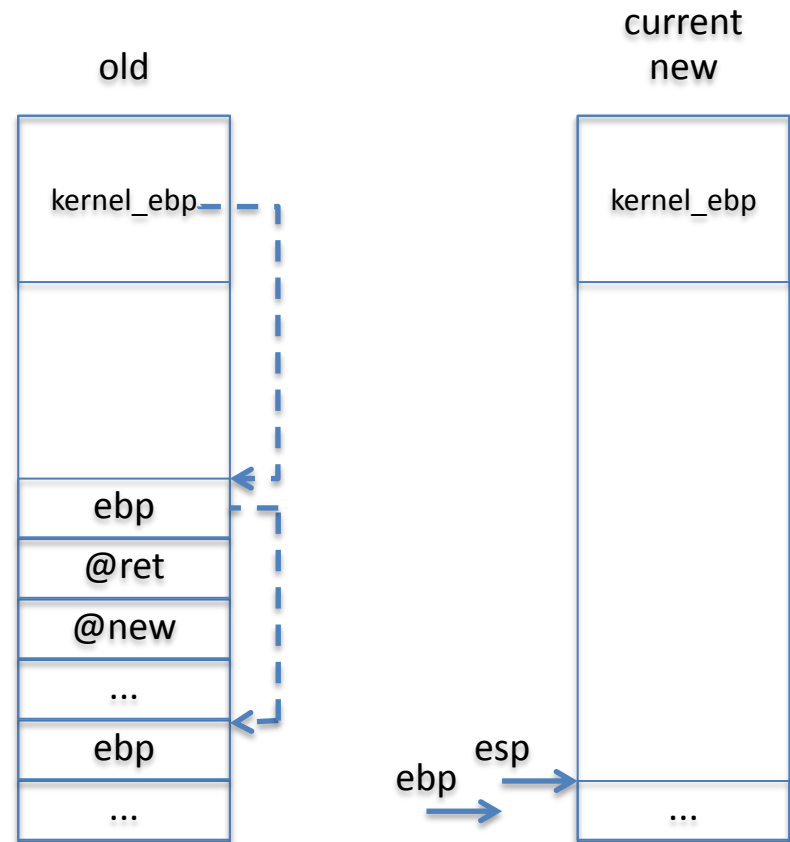 old
kernel_ebp
ebp
@ret
@new
...
ebp
...
current
new
kernel_ebp
esp
ebp
...